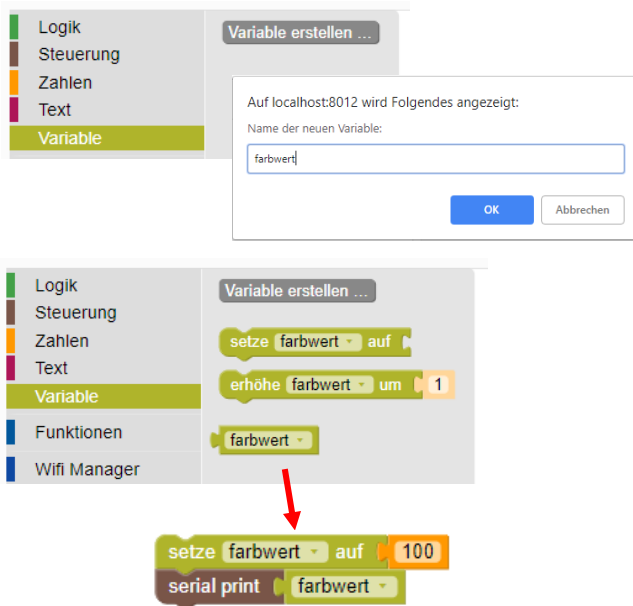 Logik
Steuerung
Zahlen
Text
Variable
Variable erstellen ...
Auf localhost:8012 wird Folgendes angezeigt:
Name der neuen Variable:
farbwert
OK Abbrechen
Logik
Steuerung
Zahlen
Text
Variable
Funktionen
Wifi Manager
Variable erstellen ...
setze farbwert auf
erhöhe farbwert um 1
farbwert
setze farbwert auf 100
serial print farbwert